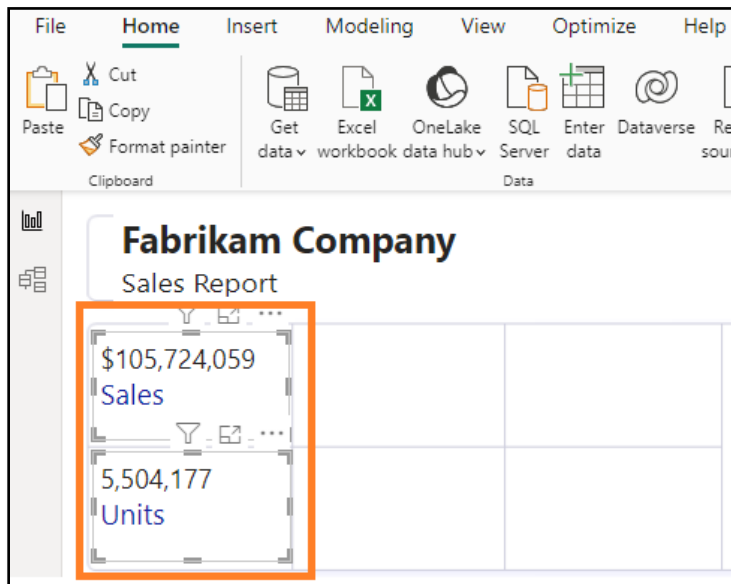 File Home Insert Modeling View Optimize Help
Paste
Cut
Copy
Format painter
Clipboard
Get data
Excel workbook
OneLake data hub
SQL Server
Enter data
Dataverse
Data
Fabrikam Company
Sales Report
$105,724,059
Sales
5,504,177
Units